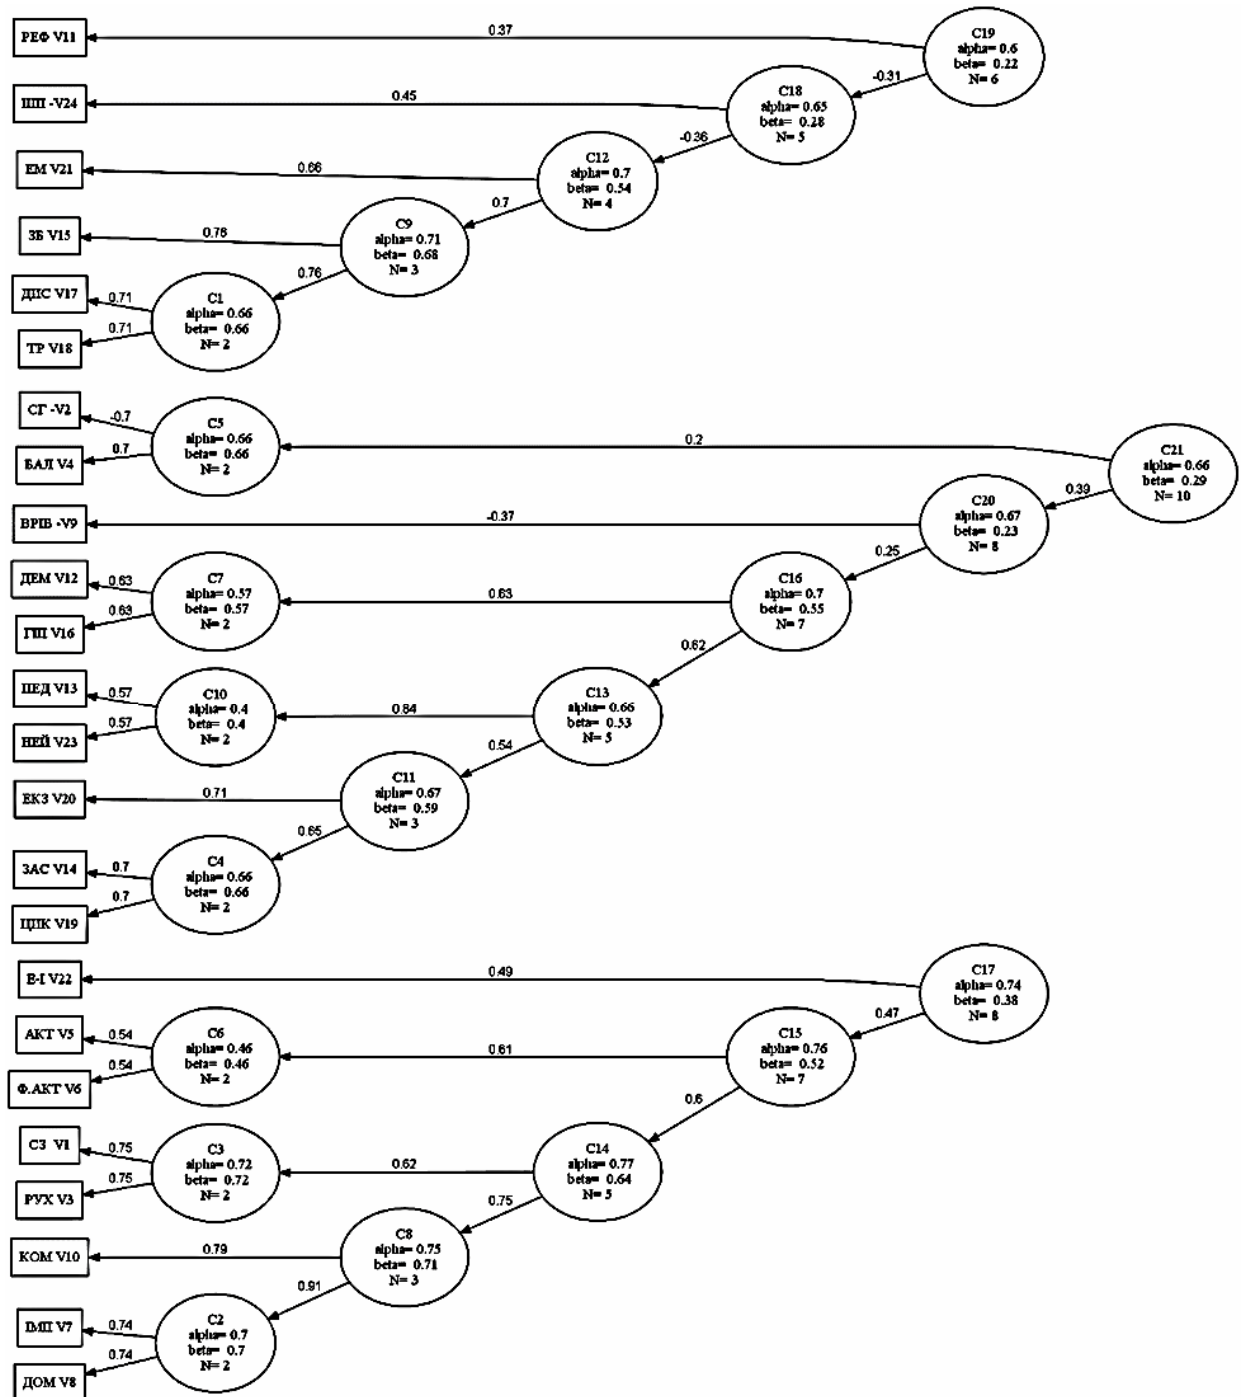 РЕФ V11
0.37
C19
alpha= 0.6
beta= 0.22
N= 6
-0.31
ШП -V24
0.45
C18
alpha= 0.65
beta= 0.28
N= 5
-0.36
ЕМ V21
0.66
C12
alpha= 0.7
beta= 0.54
N= 4
0.7
ЗБ V15
0.76
C9
alpha= 0.71
beta= 0.68
N= 3
0.76
ДИС V17
0.71
C1
alpha= 0.66
beta= 0.66
N= 2
0.71
ТР V18
СГ -V2
-0.7
C5
alpha= 0.66
beta= 0.66
N= 2
0.7
БАЛ V4
0.2
C21
alpha= 0.66
beta= 0.29
N= 10
0.39
C20
alpha= 0.67
beta= 0.23
N= 8
ВРІВ -V9
-0.37
0.25
ДЕМ V12
0.63
C7
alpha= 0.57
beta= 0.57
N= 2
0.63
V16
0.63
C16
alpha= 0.7
beta= 0.55
N= 7
0.62
ПЕД V13
0.57
C10
alpha= 0.4
beta= 0.4
N= 2
0.57
НЕЙ V23
0.64
C13
alpha= 0.66
beta= 0.53
N= 5
0.54
ЕКЗ V20
0.71
C11
alpha= 0.67
beta= 0.59
N= 3
0.65
ЗАС V14
0.7
C4
alpha= 0.66
beta= 0.66
N= 2
0.7
ЦИК V19
Е-І V22
0.49
C17
alpha= 0.74
beta= 0.38
N= 8
0.47
АКТ V5
0.54
C6
alpha= 0.46
beta= 0.46
N= 2
0.54
Ф.АКТ V6
0.61
C15
alpha= 0.76
beta= 0.52
N= 7
0.6
СЗ V1
0.75
C3
alpha= 0.72
beta= 0.72
N= 2
0.75
РУХ V3
0.62
C14
alpha= 0.77
beta= 0.64
N= 5
0.75
КОМ V10
0.79
C8
alpha= 0.75
beta= 0.71
N= 3
0.91
ІМП V7
0.74
C2
alpha= 0.7
beta= 0.7
N= 2
0.74
ДОМ V8